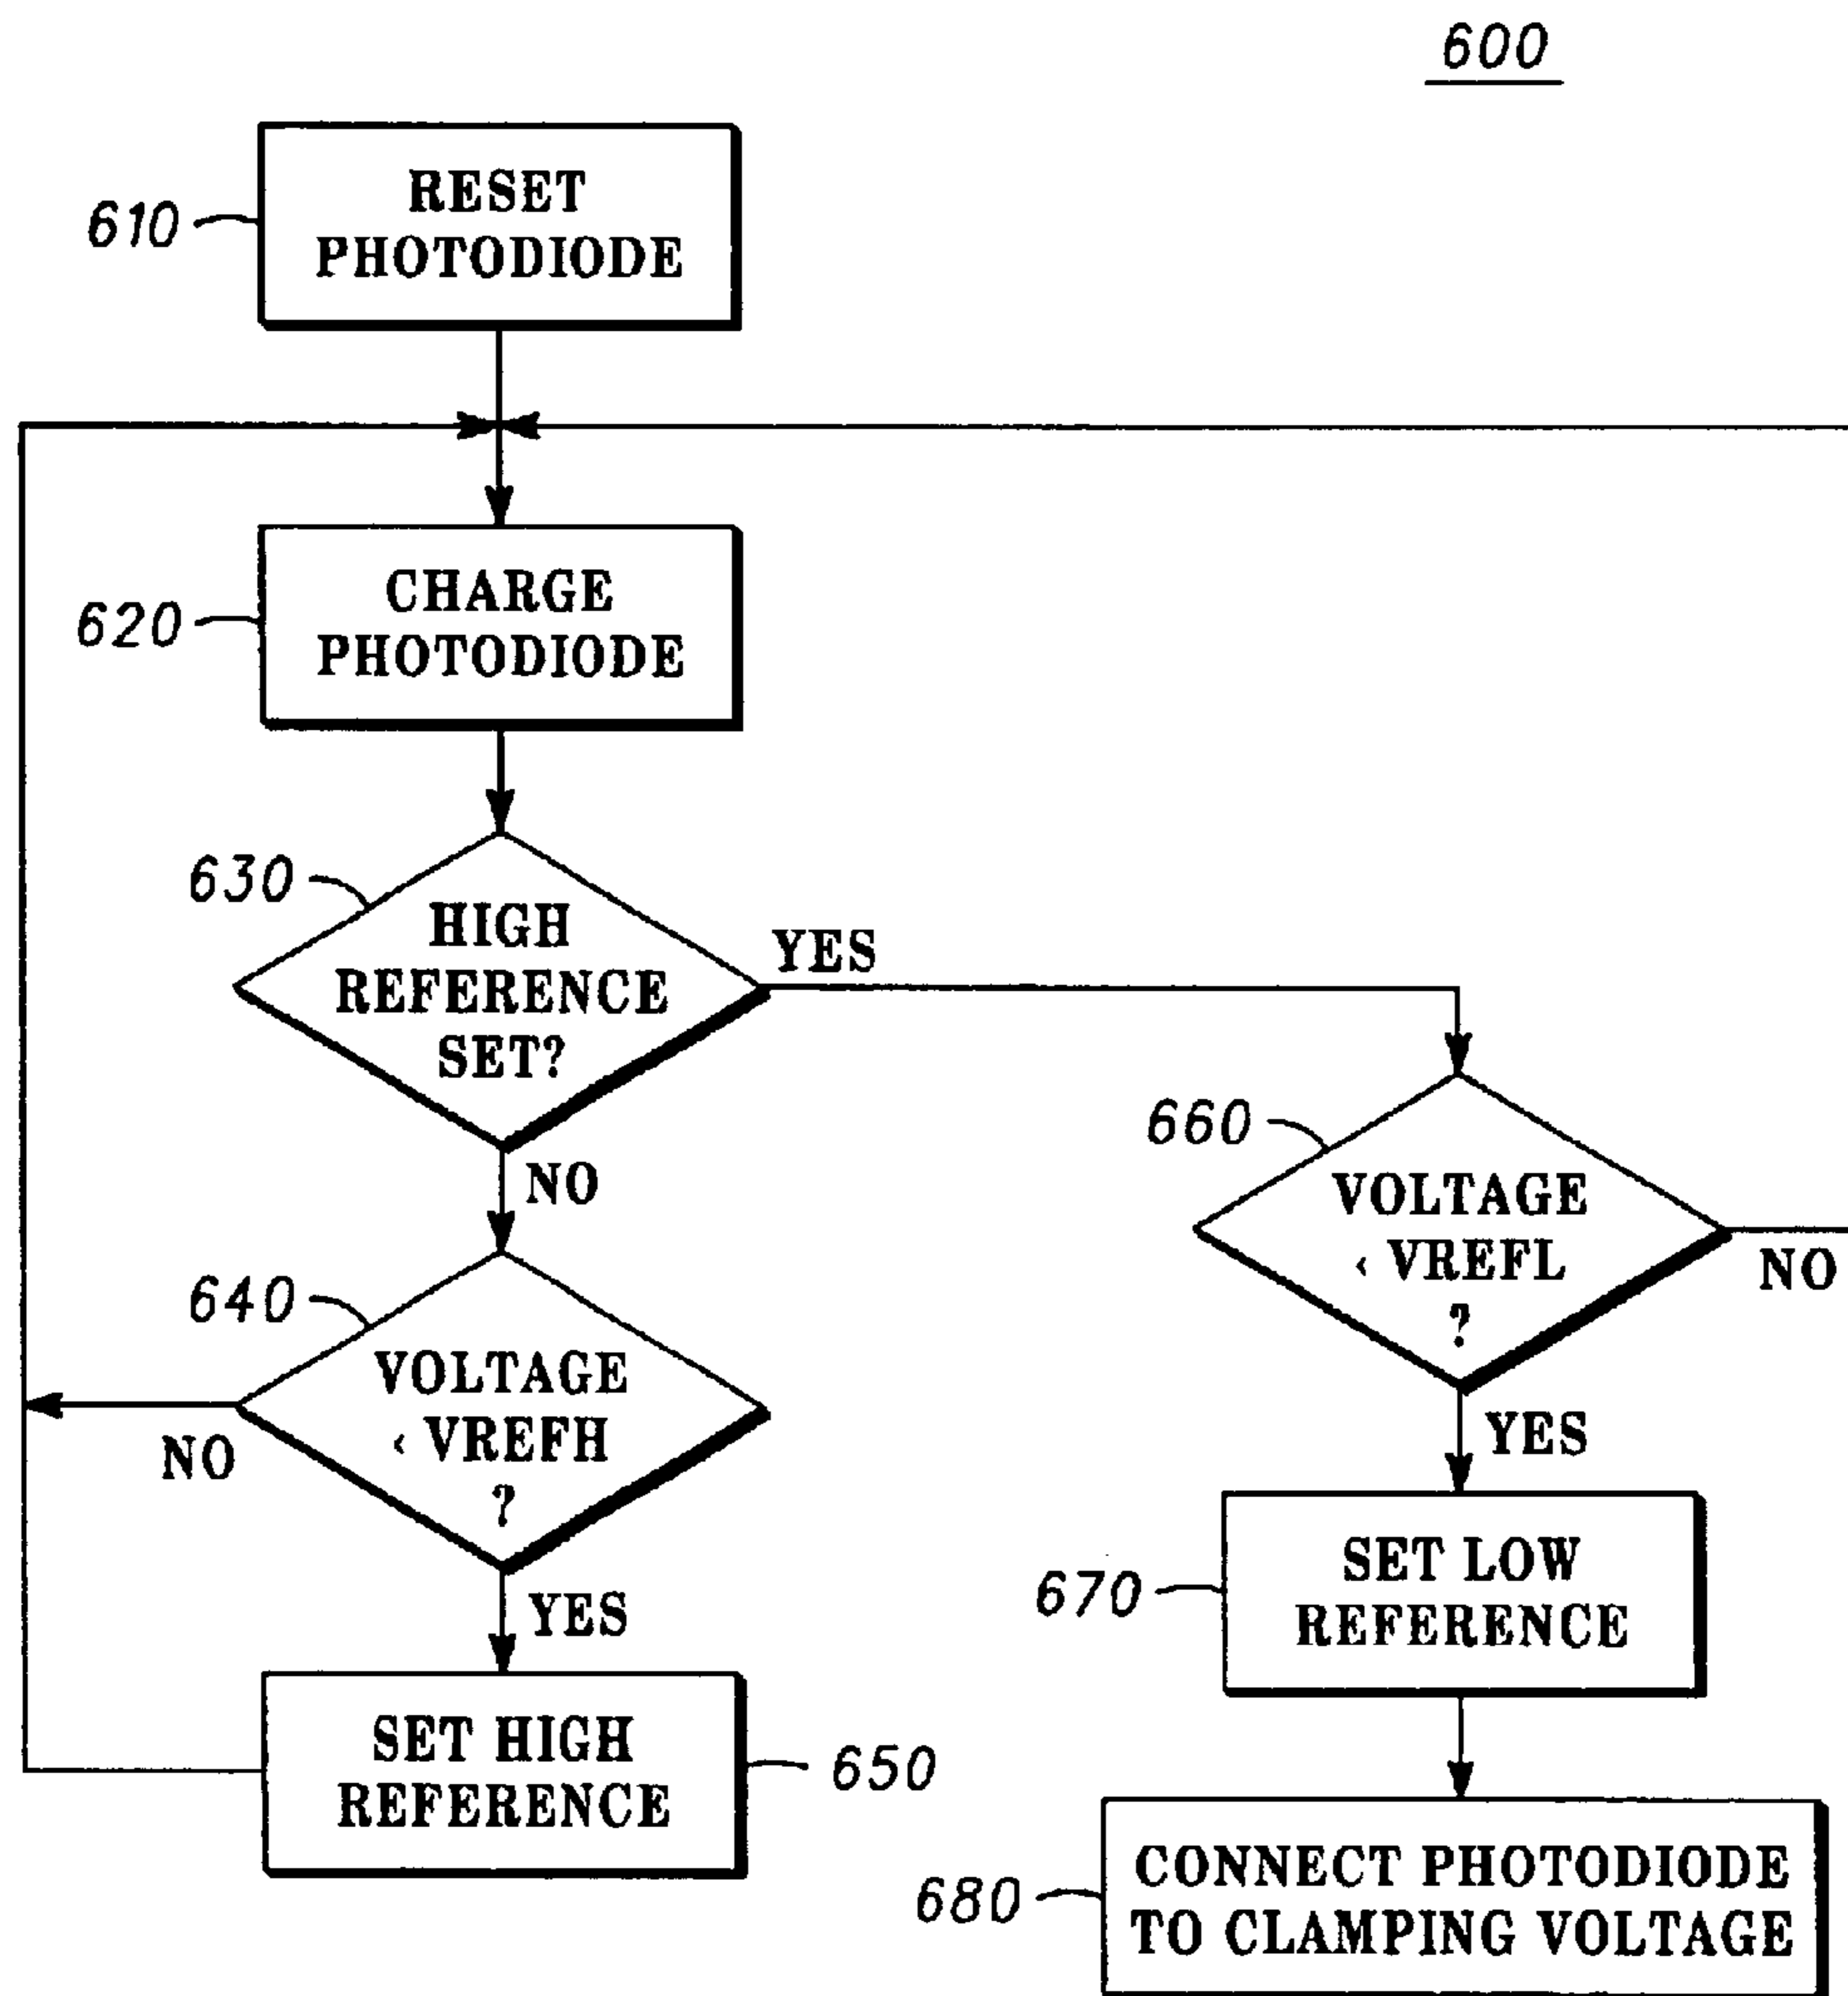 600
610
RESET
PHOTODIODE
620
CHARGE
PHOTODIODE
630
HIGH
REFERENCE
SET?
YES
NO
640
VOLTAGE
< VREFH
?
NO
YES
SET HIGH
REFERENCE
650
660
VOLTAGE
< VREFL
?
NO
YES
670
SET LOW
REFERENCE
680
CONNECT PHOTODIODE
TO CLAMPING VOLTAGE